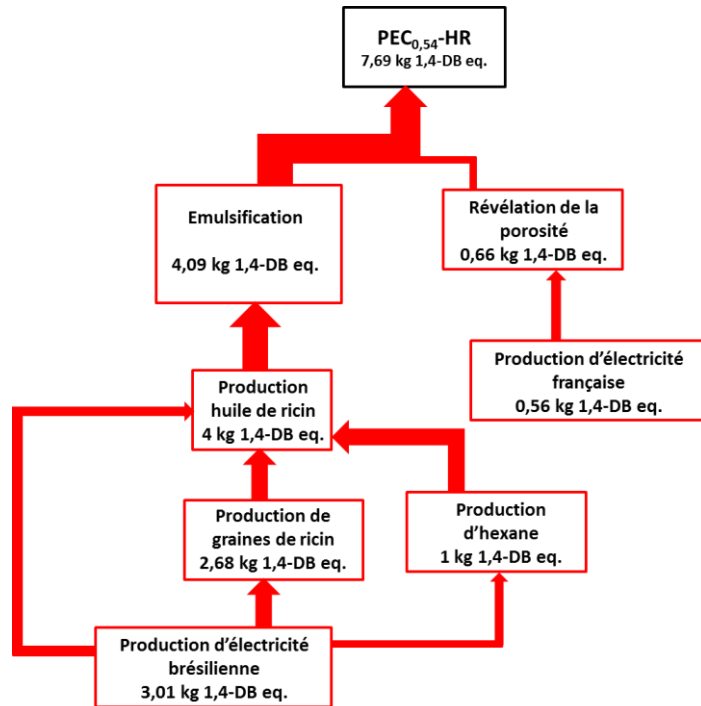 PEC0,54-HR
7,69 kg 1,4-DB eq.
Emulsification
4,09 kg 1,4-DB eq.
Révélation de la
porosité
0,66 kg 1,4-DB eq.
Production d’électricité
française
0,56 kg 1,4-DB eq.
Production
huile de ricin
4 kg 1,4-DB eq.
Production de
graines de ricin
2,68 kg 1,4-DB eq.
Production
d’hexane
1 kg 1,4-DB eq.
Production d’électricité
brésilienne
3,01 kg 1,4-DB eq.